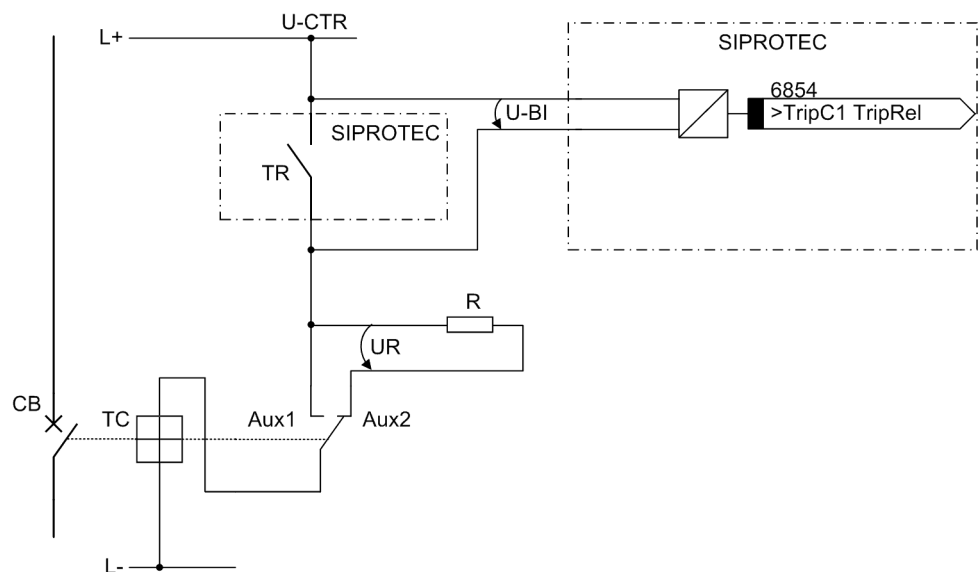 U-CTR
L+
SIPROTEC
6854
>TripC1 TripRel
U-BI
SIPROTEC
TR
R
UR
CB
TC
Aux1
Aux2
L-